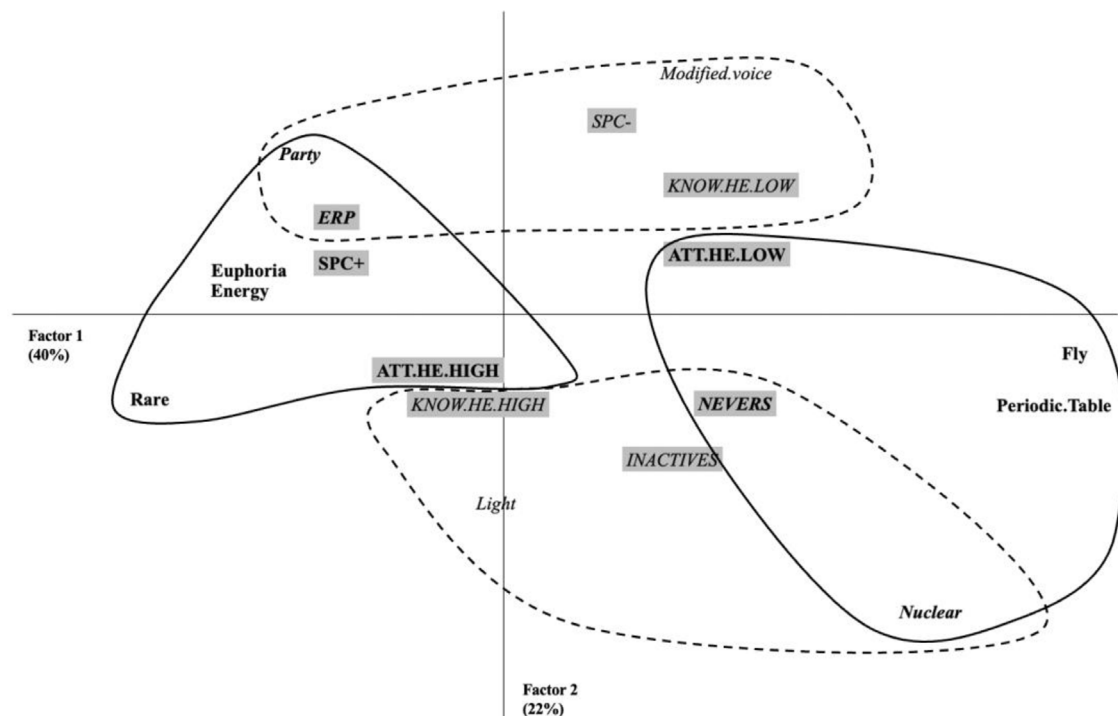 Modified.voice
SPC-
Party
KNOW.HE.LOW
ERP
ATT.HE.LOW
SPC+
Euphoria
Energy
Factor 1
(40%)
Fly
ATT.HE.HIGH
Rare
KNOW.HE.HIGH
NEVERS
Periodic.Table
INACTIVES
Light
Nuclear
Factor 2
(22%)